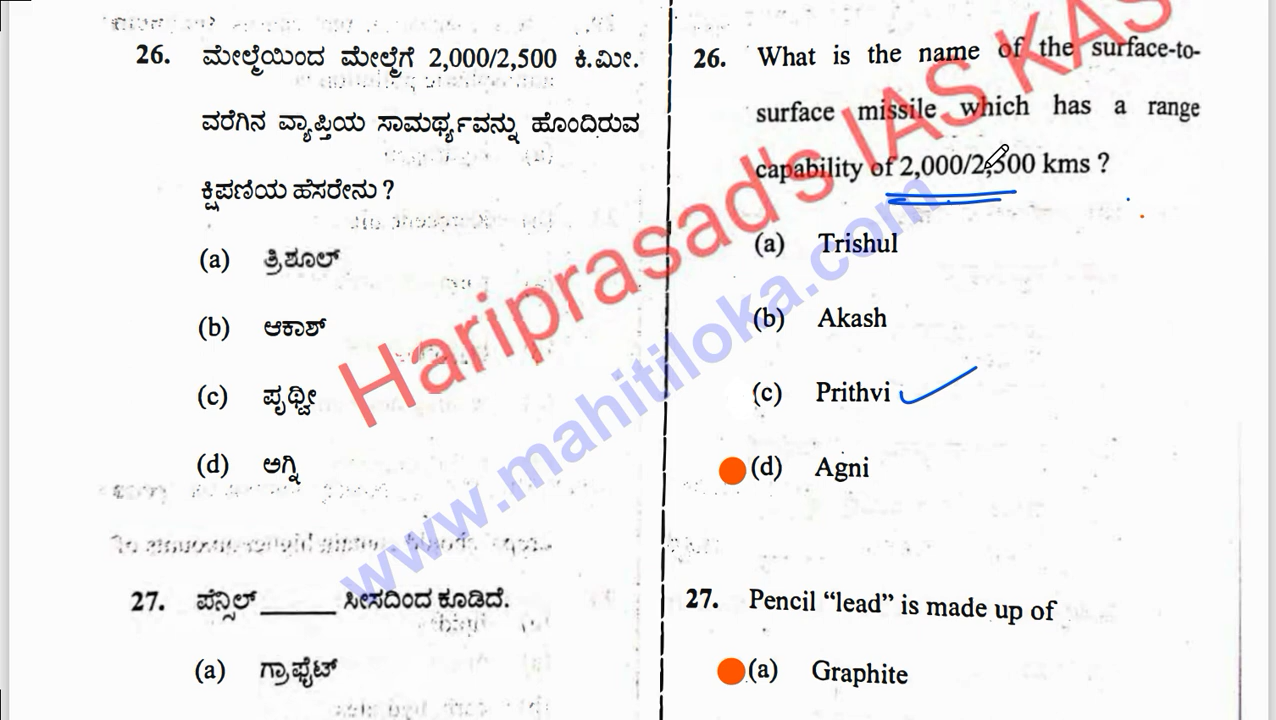 26. ಮೇಲ್ಮೈಯಿಂದ ಮೇಲ್ಮೈಗೆ 2,000/2,500 ಕಿ.ಮೀ.
ವರೆಗಿನ ವ್ಯಾಪ್ತಿಯ ಸಾಮರ್ಥ್ಯವನ್ನು ಹೊಂದಿರುವ
ಕ್ಷಿಪಣಿಯ ಹೆಸರೇನು ?
(a) ತ್ರಿಶೂಲ್
(b) ಆಕಾಶ್
(c) ಪೃಥ್ವೀ
(d) ಅಗ್ನಿ
27. ಪೆನ್ಸಿಲ್ ______ ಸೀಸದಿಂದ ಕೂಡಿದೆ.
(a) ಗ್ರಾಫೈಟ್
26. What is the name of the surface-to-
surface missile which has a range
capability of 2,000/2,500 kms ?
(a) Trishul
(b) Akash
(c) Prithvi
(d) Agni
27. Pencil “lead” is made up of
(a) Graphite
Hariprasad's IAS KAS
www.mahitiloka.com